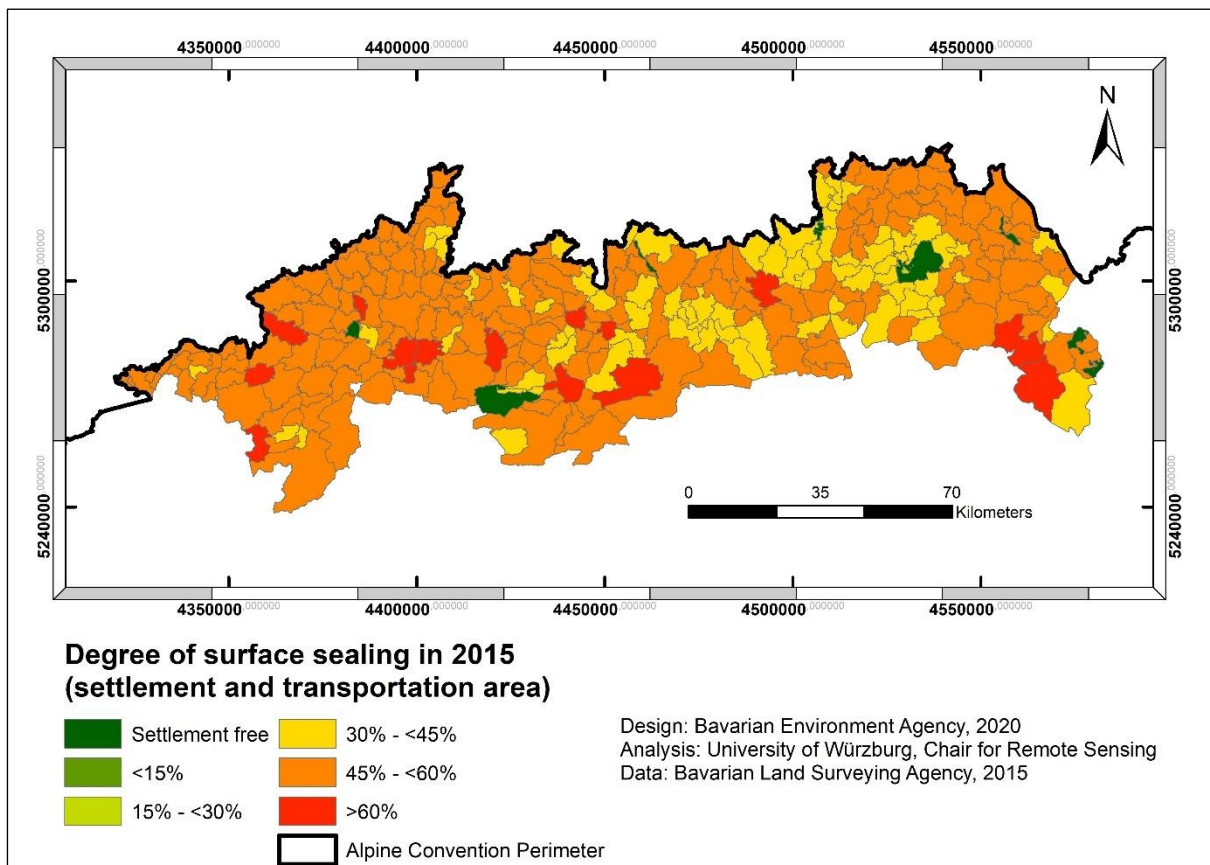 4350000,000000 4400000,000000 4450000,000000 4500000,000000 4550000,000000
N
5300000,000000
5300000,000000
5240000,000000
5240000,000000
0 35 70
Kilometers
4350000,000000 4400000,000000 4450000,000000 4500000,000000 4550000,000000
Degree of surface sealing in 2015
(settlement and transportation area)
Settlement free
<15%
15% - <30%
30% - <45%
45% - <60%
>60%
Alpine Convention Perimeter
Design: Bavarian Environment Agency, 2020
Analysis: University of Würzburg, Chair for Remote Sensing
Data: Bavarian Land Surveying Agency, 2015